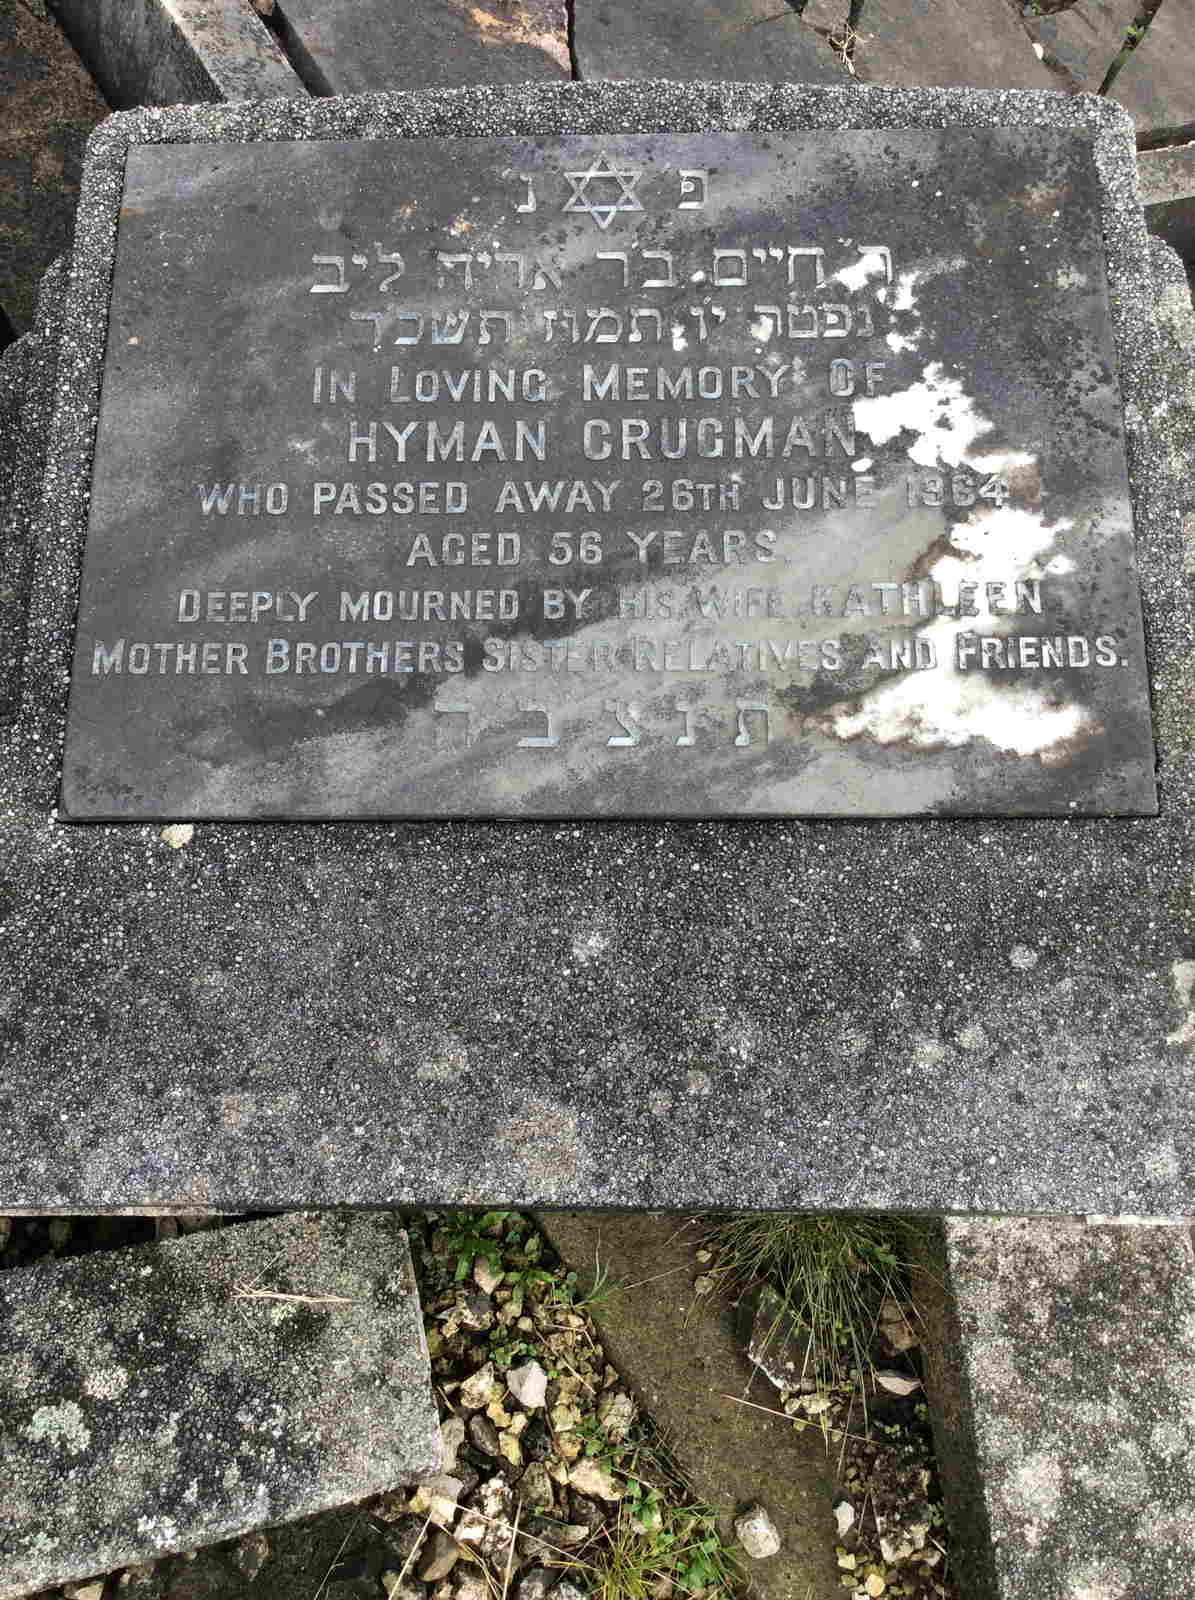 פ' נ'
ר' חיים בר אריה ליב
נפטר י"ו תמוז תשכד
IN LOVING MEMORY OF
HYMAN GRUGMAN
WHO PASSED AWAY 26TH JUNE 1964
AGED 56 YEARS.
DEEPLY MOURNED BY HIS WIFE KATHLEEN
MOTHER BROTHERS SISTER RELATIVES AND FRIENDS.
ת נ צ ב ה